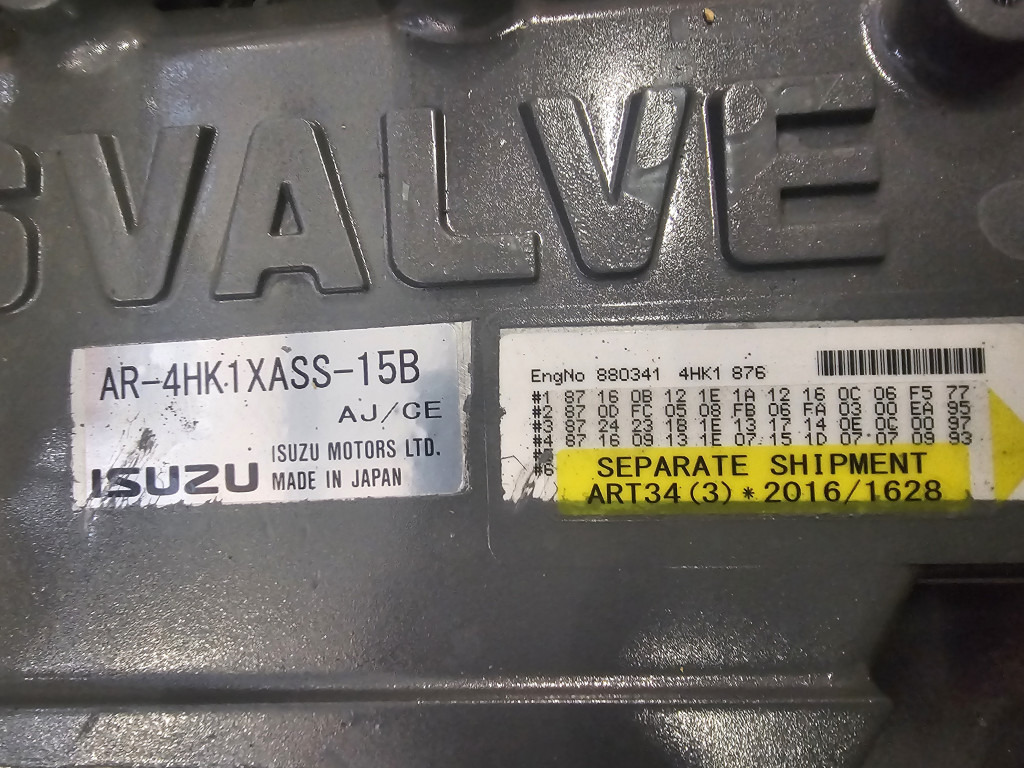 6VALVE
AR-4HK1XASS-15B
AJ/CE
ISUZU MOTORS LTD.
ISUZU MADE IN JAPAN
EngNo 880341 4HK1 876
#1 87 16 0B 12 1E 1A 12 16 0C 06 F5 77
#2 87 0D FC 05 08 FB 06 FA 03 00 EA 95
#3 87 24 23 1B 1E 13 17 14 0E 0C 00 97
#4 87 16 09 13 1E 07 15 1D 07 07 09 93
#6
SEPARATE SHIPMENT
ART34(3)*2016/1628